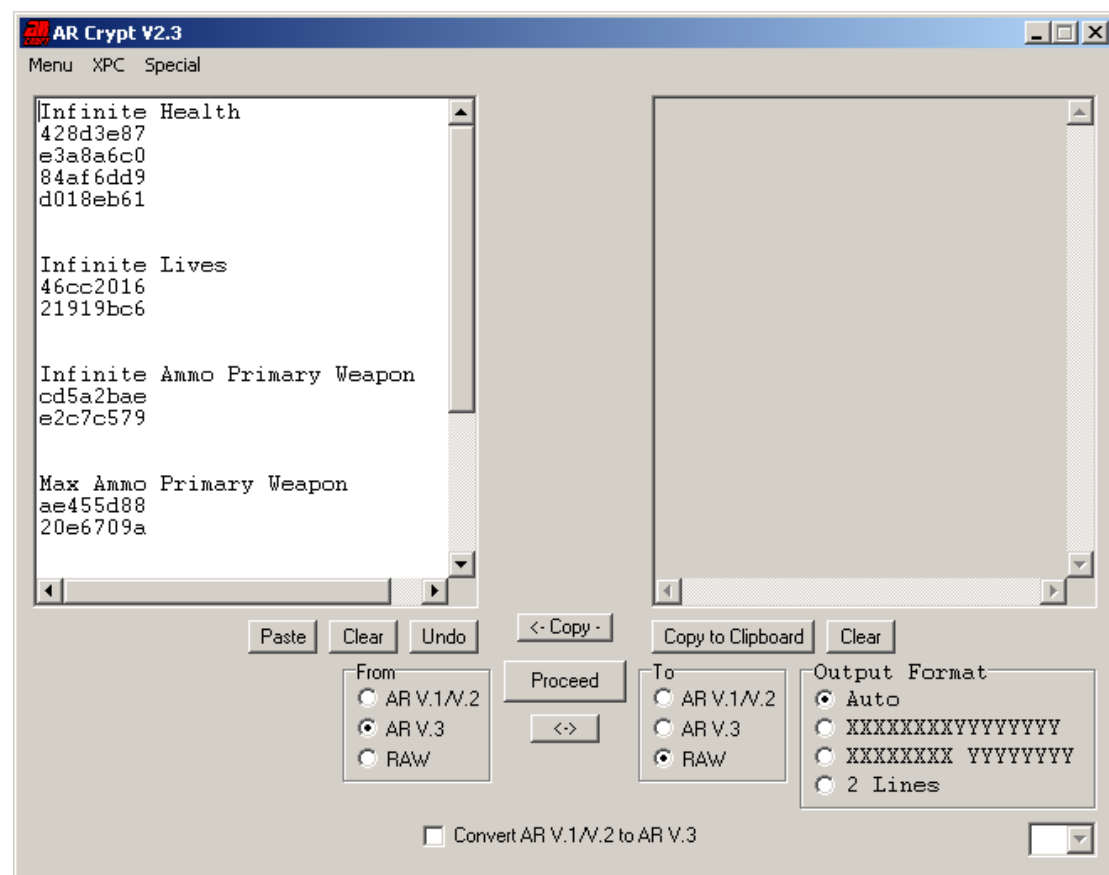 AR Crypt V2.3
Menu XPC Special
Infinite Health
428d3e87
e3a8a6c0
84af6dd9
d018eb61
Infinite Lives
46cc2016
21919bc6
Infinite Ammo Primary Weapon
cd5a2bae
e2c7c579
Max Ammo Primary Weapon
ae455d88
20e6709a
Paste Clear Undo <- Copy - Copy to Clipboard Clear
From
AR V.1/V.2
AR V.3
RAW
Proceed
<->
To
AR V.1/V.2
AR V.3
RAW
Output Format
Auto
XXXXXXXXYYYYYYYY
XXXXXXXX YYYYYYYY
2 Lines
Convert AR V.1/V.2 to AR V.3